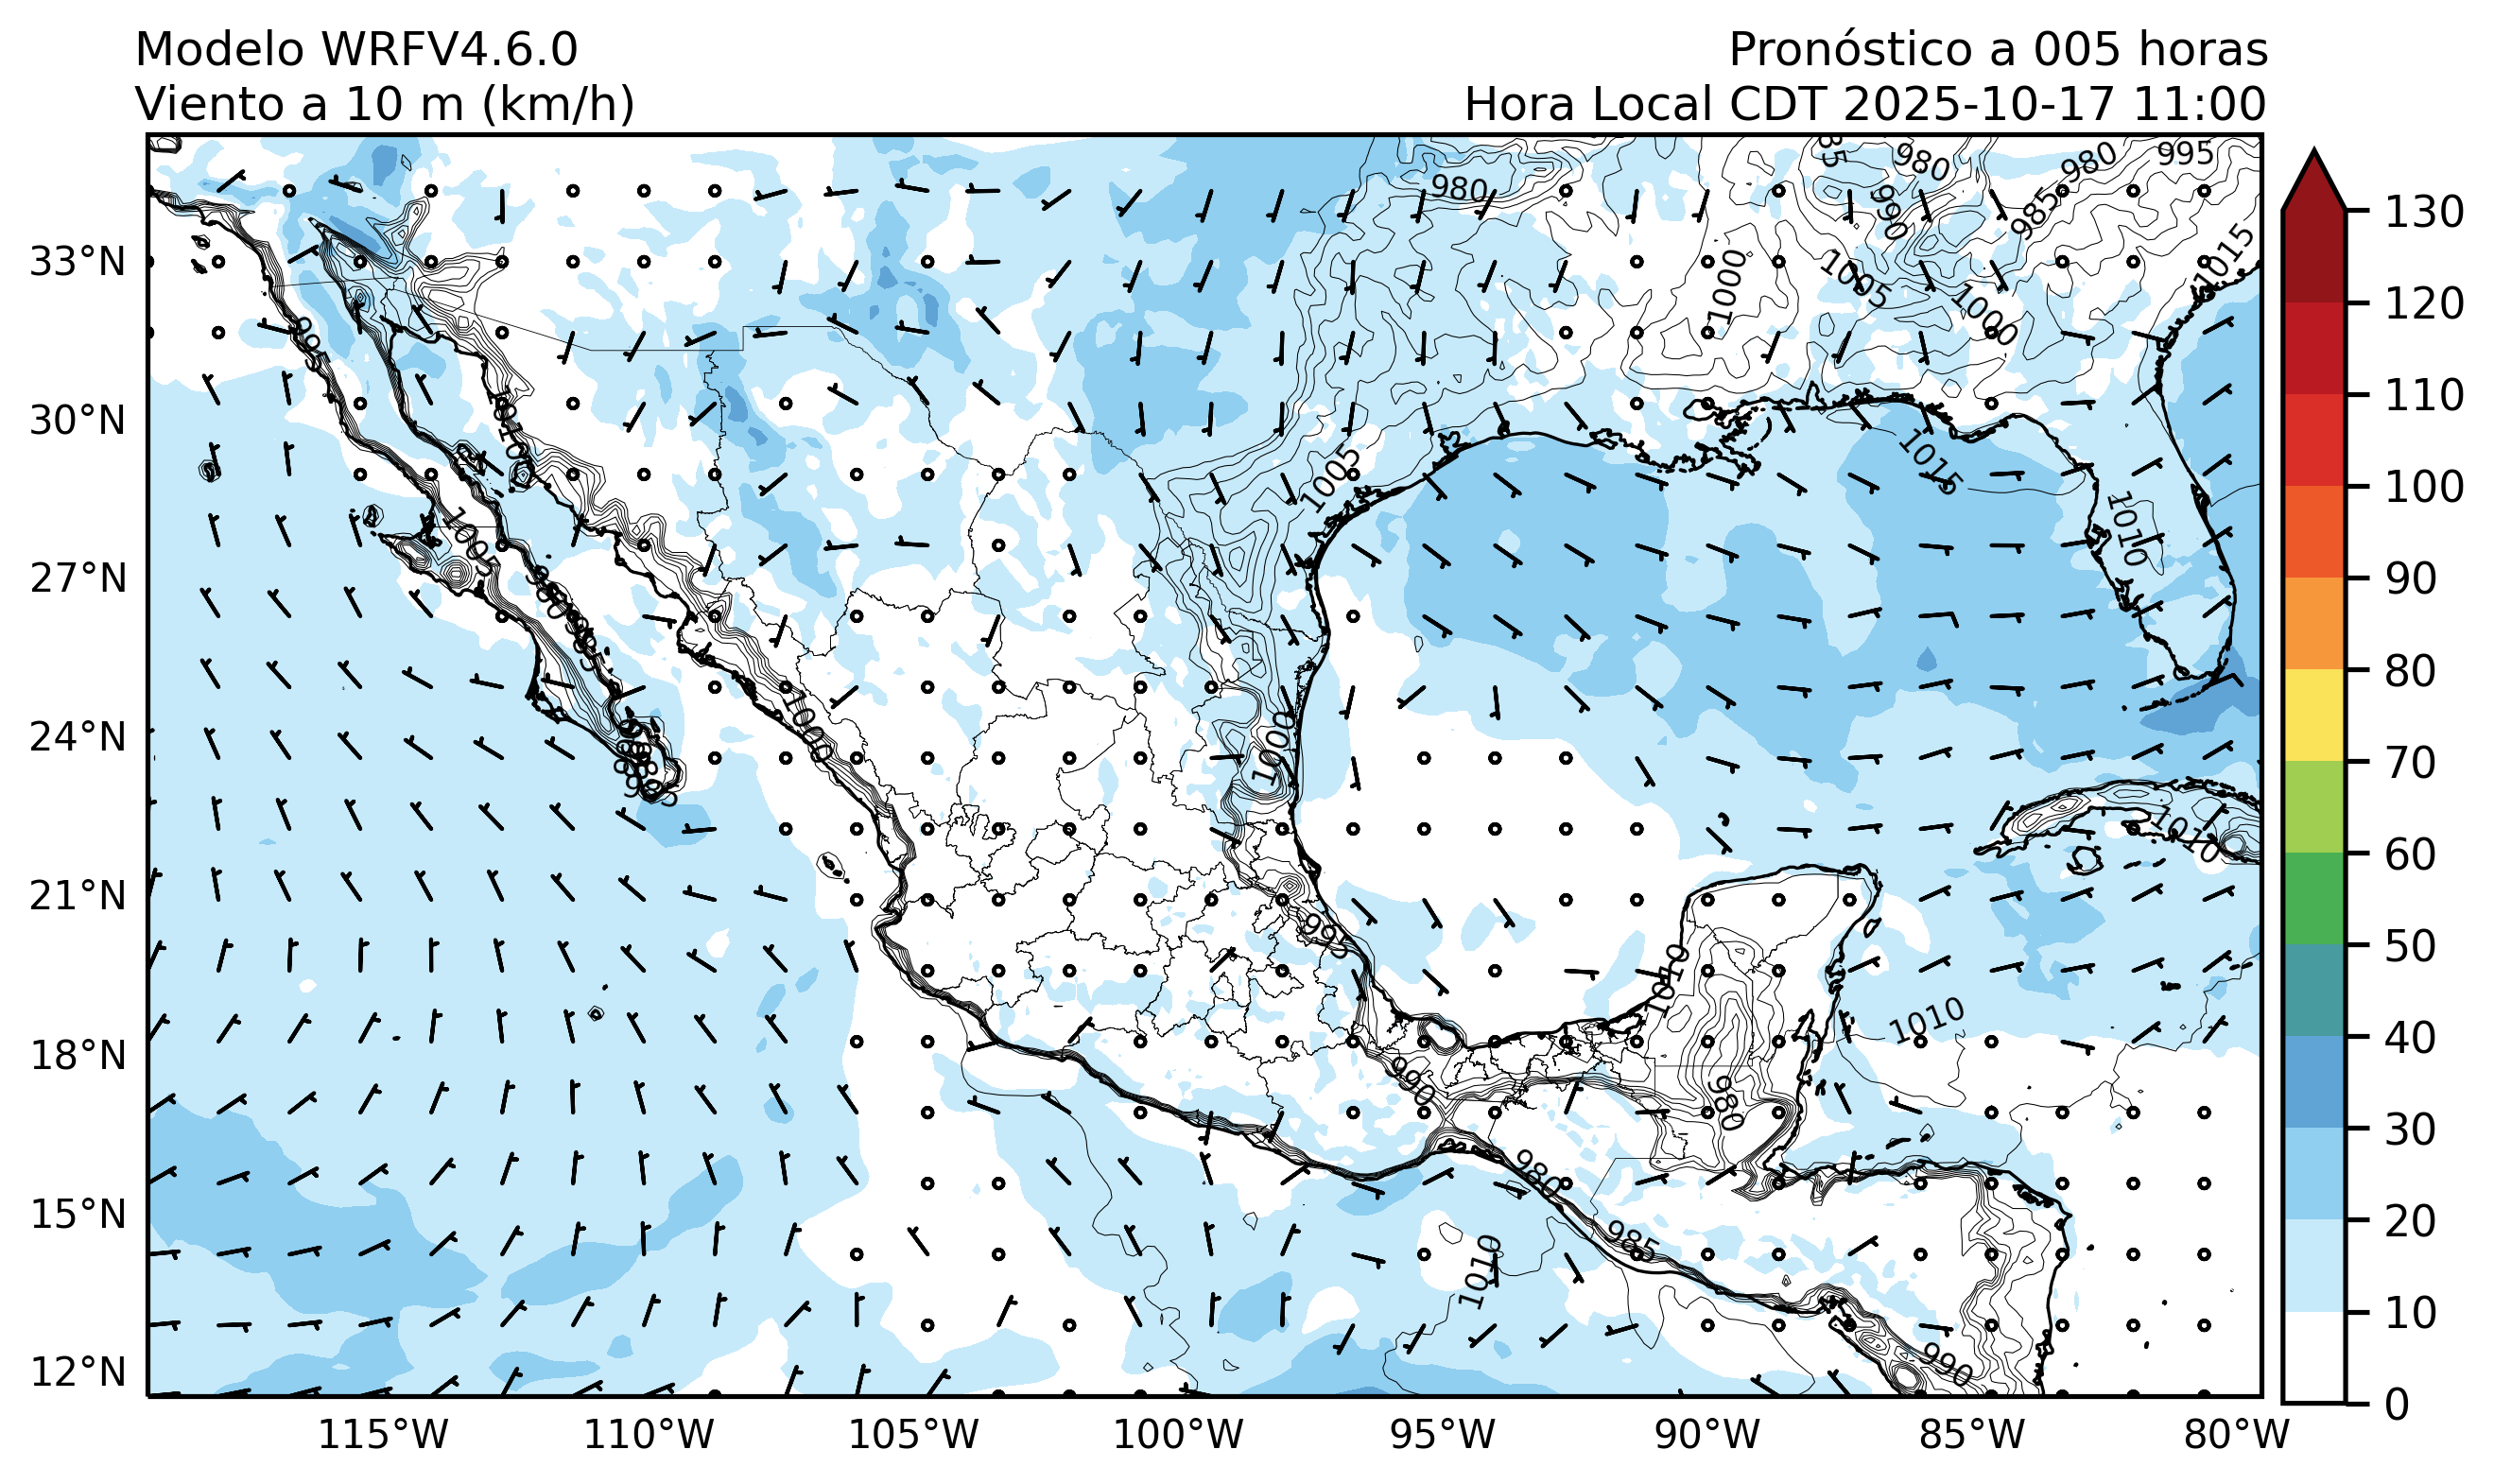 Modelo WRFV4.6.0
Viento a 10 m (km/h)
Pronóstico a 005 horas
Hora Local CDT 2025-10-17 11:00
33°N
30°N
27°N
24°N
21°N
18°N
15°N
12°N
115°W
110°W
105°W
100°W
95°W
90°W
85°W
80°W
130
120
110
100
90
80
70
60
50
40
30
20
10
0
980
980
980
995
990
985
1015
1000
1005
1000
995
1010
1005
1015
1010
1005
1000
1000
1010
995
1010
1010
990
980
980
985
1010
990